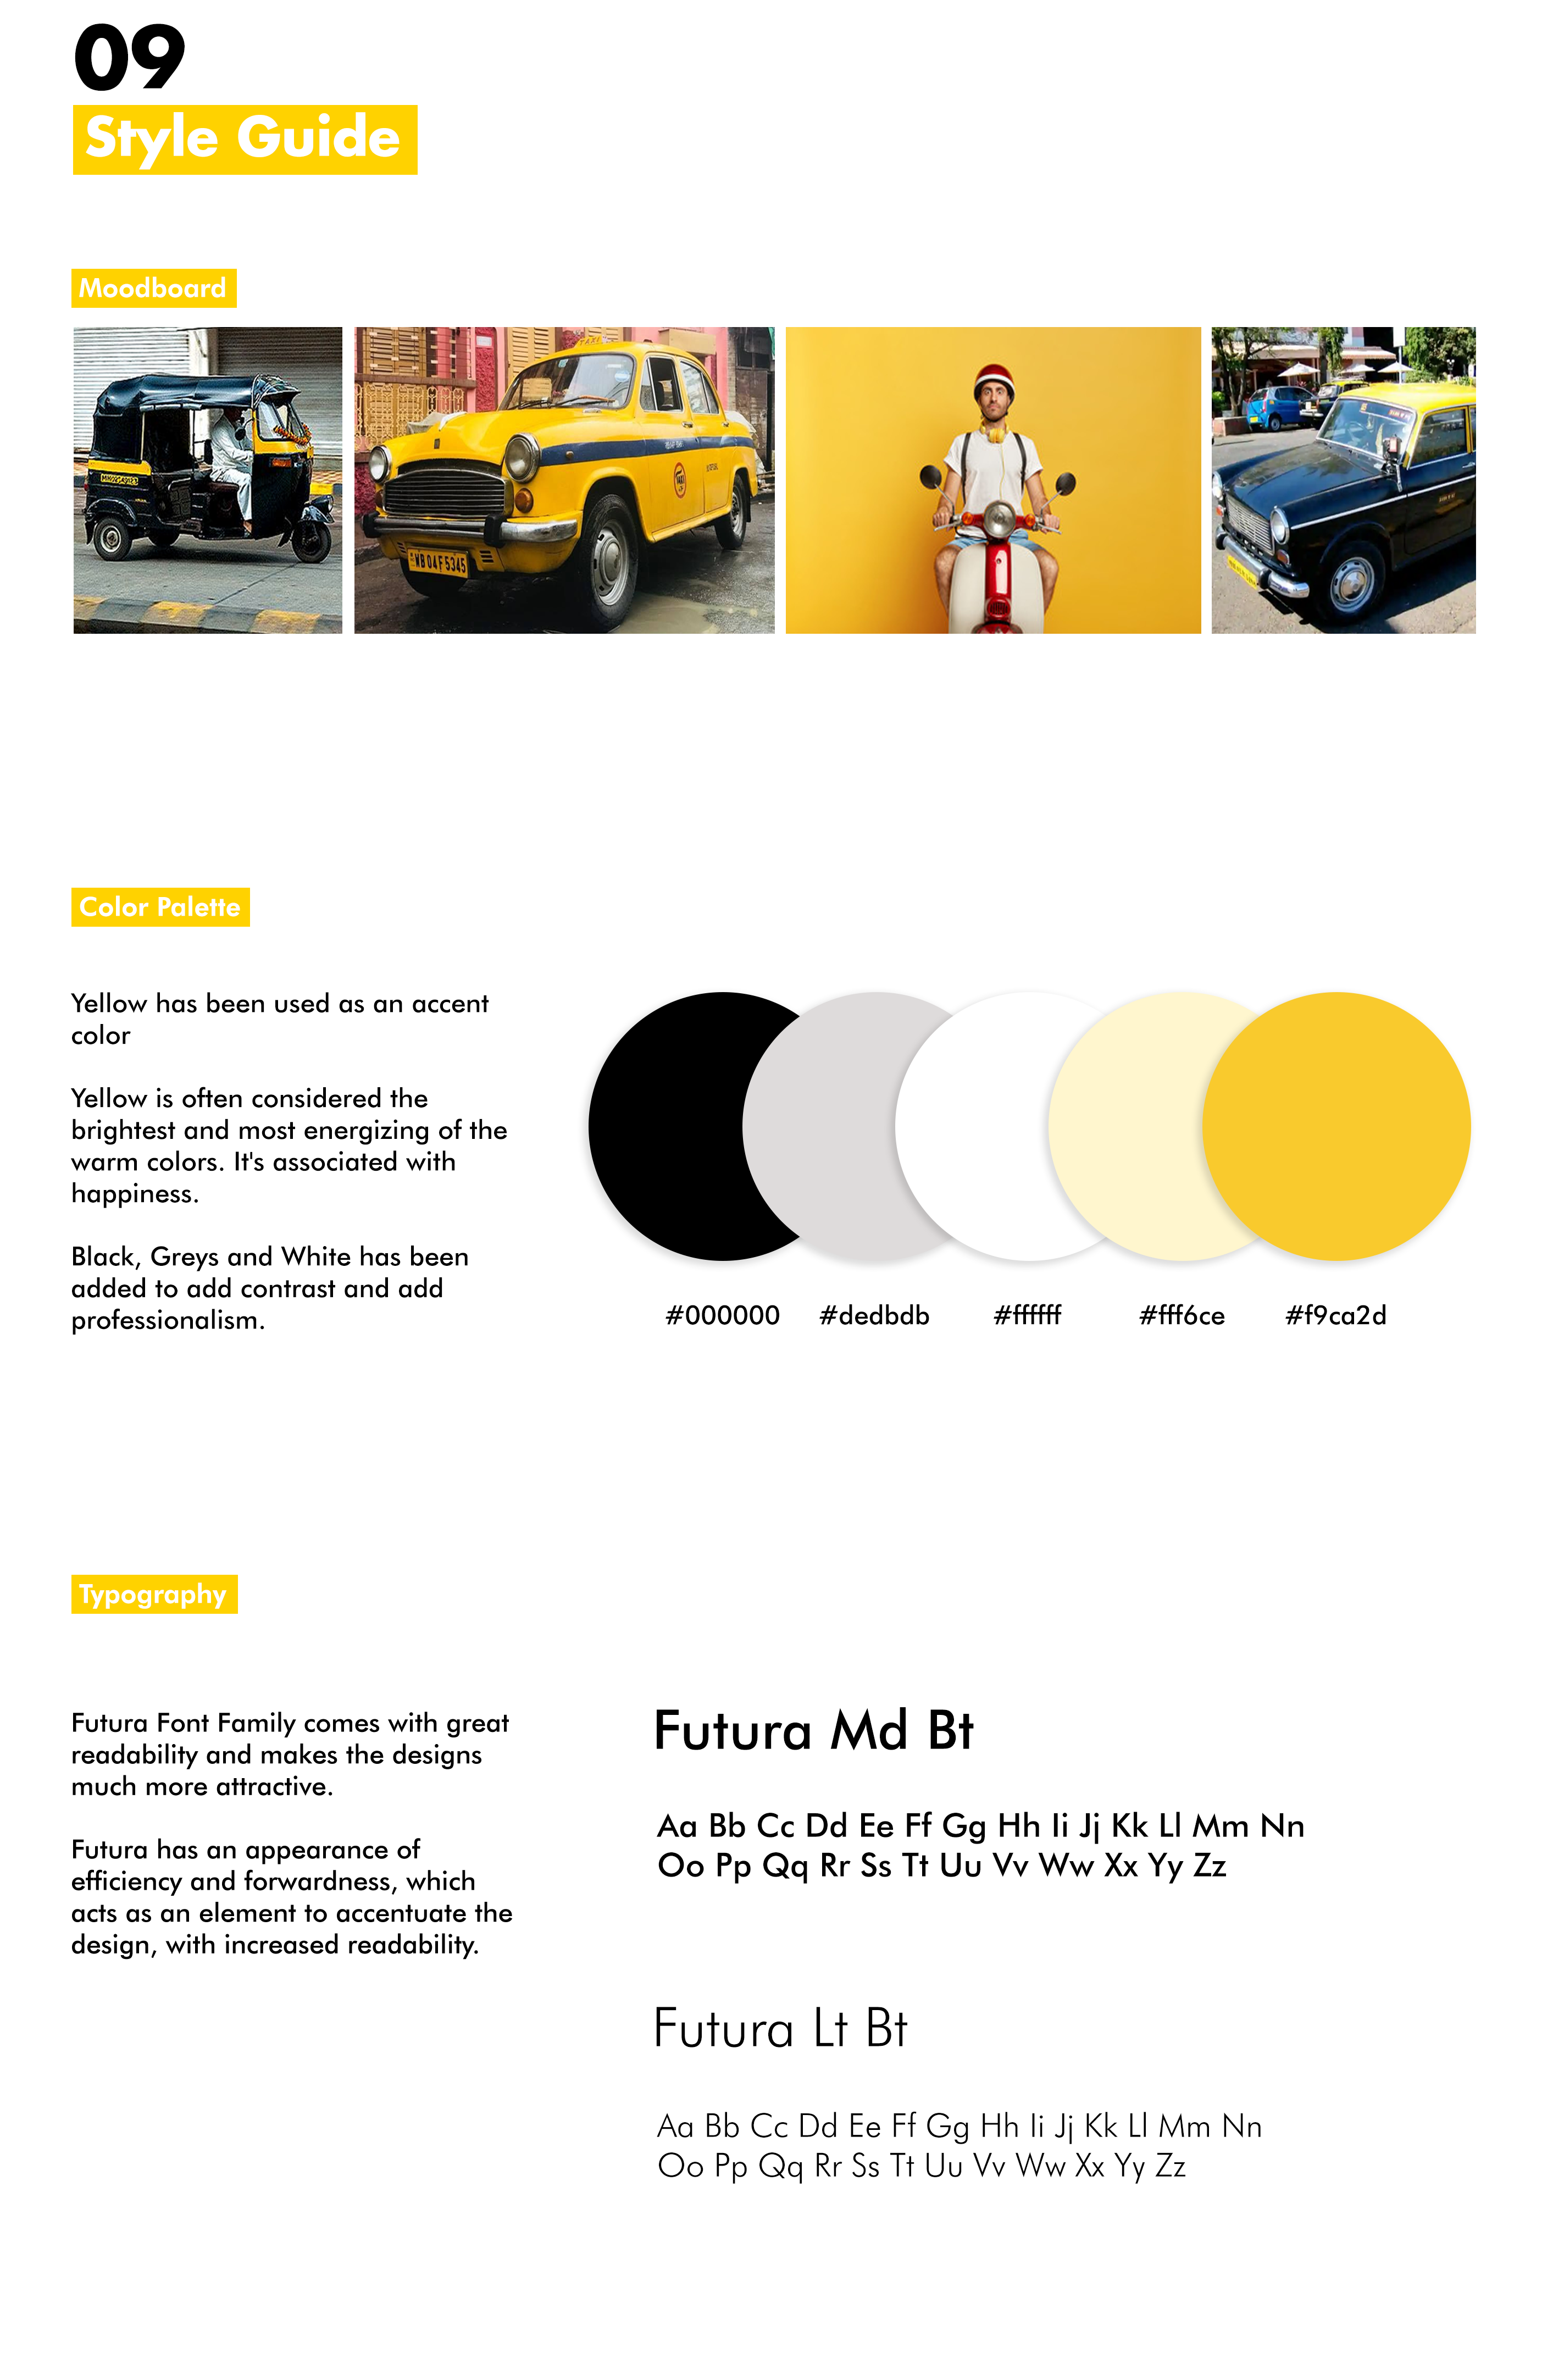 09
Style Guide
Moodboard
TAXI
WB 04 F 5345
Color Palette
Yellow has been used as an accent
color
Yellow is often considered the
brightest and most energizing of the
warm colors. It's associated with
happiness.
Black, Greys and White has been
added to add contrast and add
professionalism.
#000000 #dedbdb #ffffff #fff6ce #f9ca2d
Typography
Futura Font Family comes with great
readability and makes the designs
much more attractive.
Futura has an appearance of
efficiency and forwardness, which
acts as an element to accentuate the
design, with increased readability.
Futura Md Bt
Aa Bb Cc Dd Ee Ff Gg Hh Ii Jj Kk Ll Mm Nn
Oo Pp Qq Rr Ss Tt Uu Vv Ww Xx Yy Zz
Futura Lt Bt
Aa Bb Cc Dd Ee Ff Gg Hh Ii Jj Kk Ll Mm Nn
Oo Pp Qq Rr Ss Tt Uu Vv Ww Xx Yy Zz